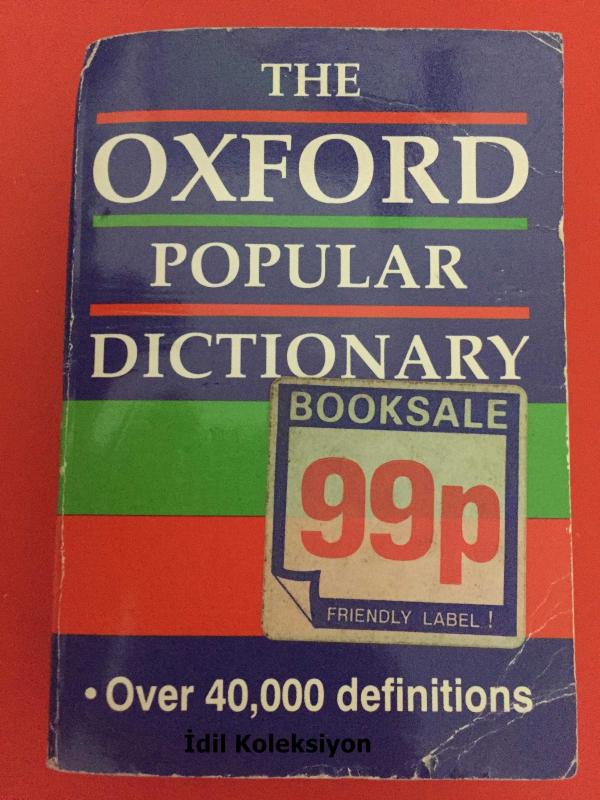 THE
OXFORD
POPULAR
DICTIONARY
BOOKSALE
99p
FRIENDLY LABEL !
• Over 40,000 definitions
İdil Koleksiyon